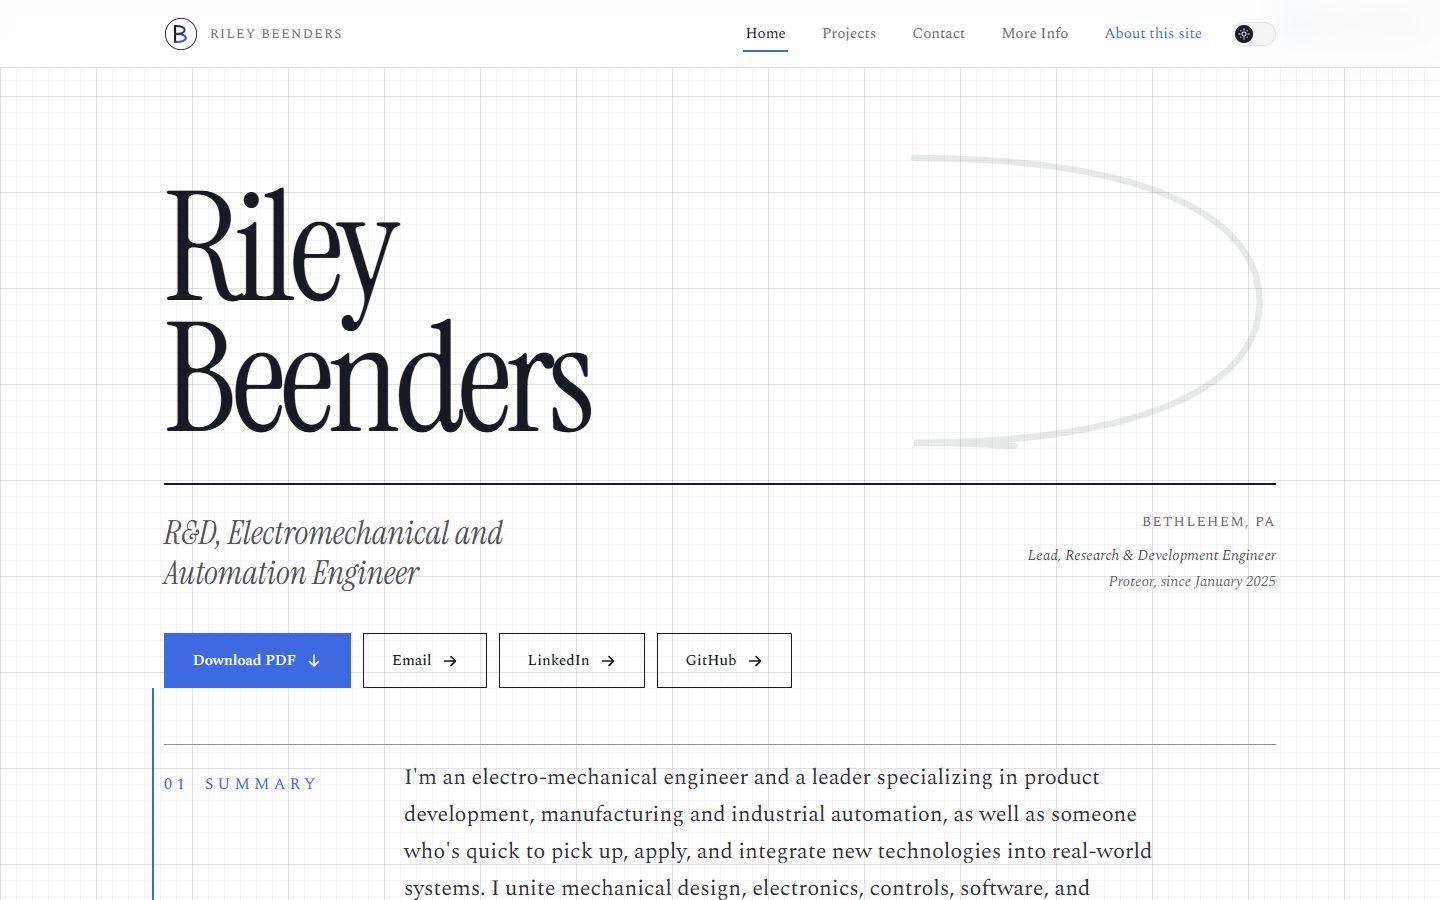 B RILEY BEENDERS
Home Projects Contact More Info About this site
Riley
Beenders
R&D, Electromechanical and
Automation Engineer
BETHLEHEM, PA
Lead, Research & Development Engineer
Proteor, since January 2025
Download PDF ↓
Email →
LinkedIn →
GitHub →
01 SUMMARY
I'm an electro-mechanical engineer and a leader specializing in product
development, manufacturing and industrial automation, as well as someone
who's quick to pick up, apply, and integrate new technologies into real-world
systems. I unite mechanical design, electronics, controls, software, and